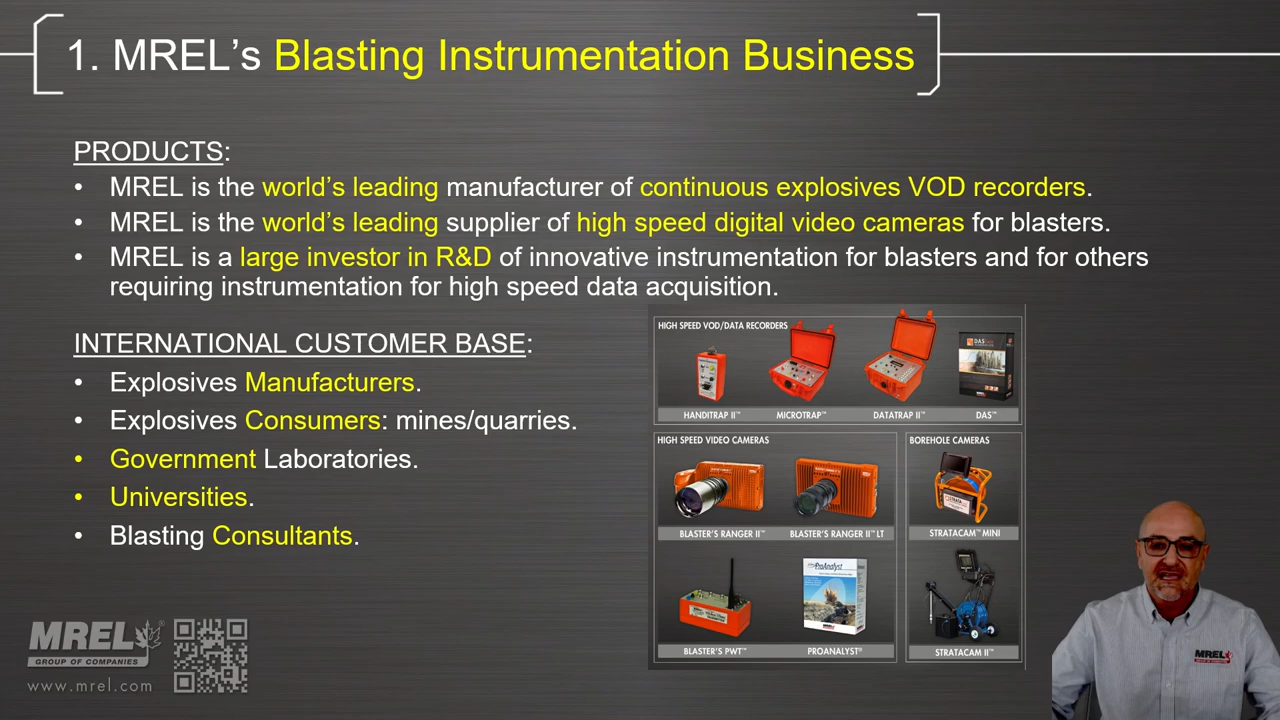 1. MREL’s Blasting Instrumentation Business
PRODUCTS:
• MREL is the world’s leading manufacturer of continuous explosives VOD recorders.
• MREL is the world’s leading supplier of high speed digital video cameras for blasters.
• MREL is a large investor in R&D of innovative instrumentation for blasters and for others
requiring instrumentation for high speed data acquisition.
INTERNATIONAL CUSTOMER BASE:
• Explosives Manufacturers.
• Explosives Consumers: mines/quarries.
• Government Laboratories.
• Universities.
• Blasting Consultants.
HIGH SPEED VOD/DATA RECORDERS
HANDITRAP II™ MICROTRAP™ DATATRAP II™ DAS™
HIGH SPEED VIDEO CAMERAS
BLASTER'S RANGER II™ BLASTER'S RANGER II™ LT
ProAnalyst
BLASTER'S PWT™ PROANALYST®
BOREHOLE CAMERAS
STRATACAM™ MINI
STRATACAM II™
MREL
GROUP OF COMPANIES
www.mrel.com
MREL